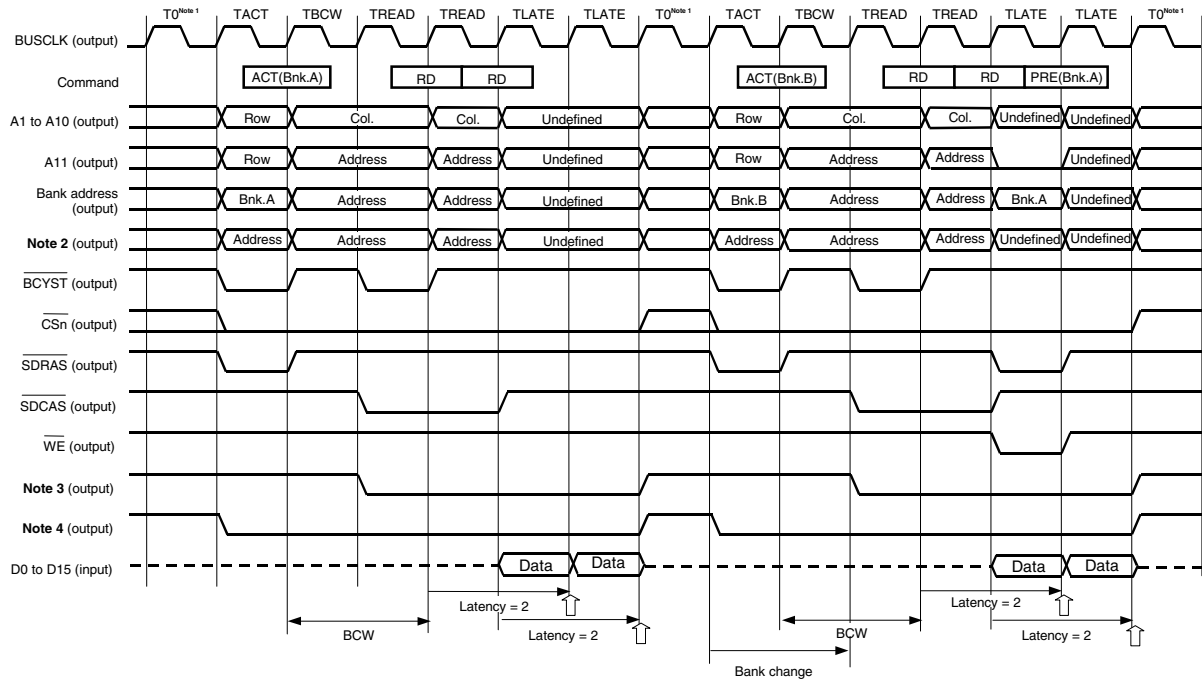 T0Note 1 TACT TBCW TREAD TREAD TLATE TLATE T0Note 1 TACT TBCW TREAD TREAD TLATE TLATE T0Note 1
BUSCLK (output)
Command ACT(Bnk.A) RD RD ACT(Bnk.B) RD RD PRE(Bnk.A)
A1 to A10 (output) Row Col. Col. Undefined Row Col. Col. Undefined Undefined
A11 (output) Row Address Address Undefined Row Address Address Undefined
Bank address
(output) Bnk.A Address Address Undefined Bnk.B Address Address Bnk.A Undefined
Note 2 (output) Address Address Address Undefined Address Address Address Undefined Undefined
BCYST (output)
CSn (output)
SDRAS (output)
SDCAS (output)
WE (output)
Note 3 (output)
Note 4 (output)
D0 to D15 (input) Data Data Data Data
Latency = 2 Latency = 2
BCW Latency = 2 BCW Latency = 2
Bank change